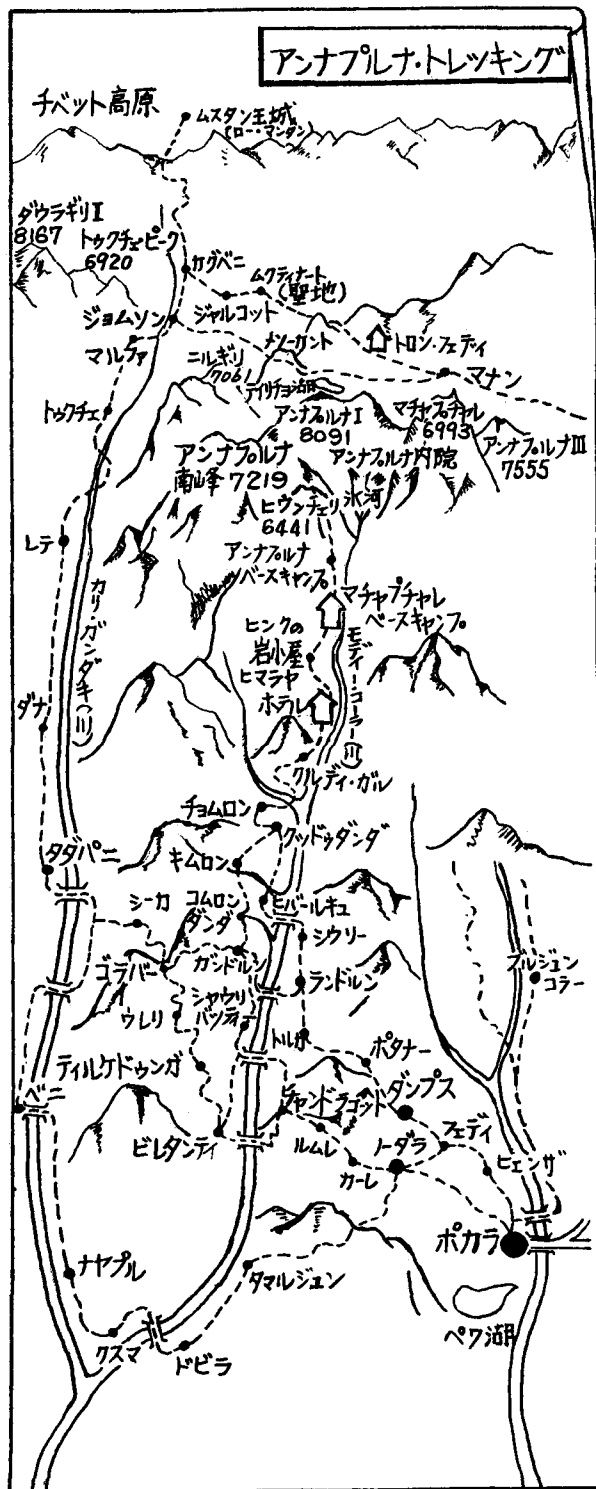 アンナプルナ・トレッキング
チベット高原
ムスタン王城
(ロー・マンタン)
ダウラギリⅠ
8167
トゥクチェピーク
6920
カグベニ
ムクティナート
(聖地)
ジョムソン
ジャルコット
マルファ
メソーカント
トロン・フェディ
ニルギリ
7061
マナン
ティリチョ湖
トゥクチェ
アンナプルナⅠ
8091
マチャプチャレ
6993
アンナプルナⅢ
7555
アンナプルナ
南峰 7219
アンナプルナ内院
氷河
ヒウンチェリ
6441
レテ
アンナプルナ
ベースキャンプ
マチャプチャレ
ベースキャンプ
カリ・ガンダキ(川)
ヒンクの
岩小屋
モディーコーラー(川)
ヒマラヤ
ホテル
ダナ
クルディ・ガル
チョムロン
クッドゥダンダ
タダパニ
キムロン
シーカ
コムロン
ダンダ
ヒバールキュ
シウリー
ゴラパー
ガンドルン
ランドルン
ブルジュン
コラー
ウレリ
シャウリ
バッティ
トルカ
ポタナー
ティルケドゥンガ
ダンプス
ベニ
チャンドラコット
ビレタンティ
ルムレ
カーレ
ノーダラ
フェディ
ヒェンザ
ポカラ
ナヤプル
タマルジュン
クスマ
ドビラ
ペワ湖